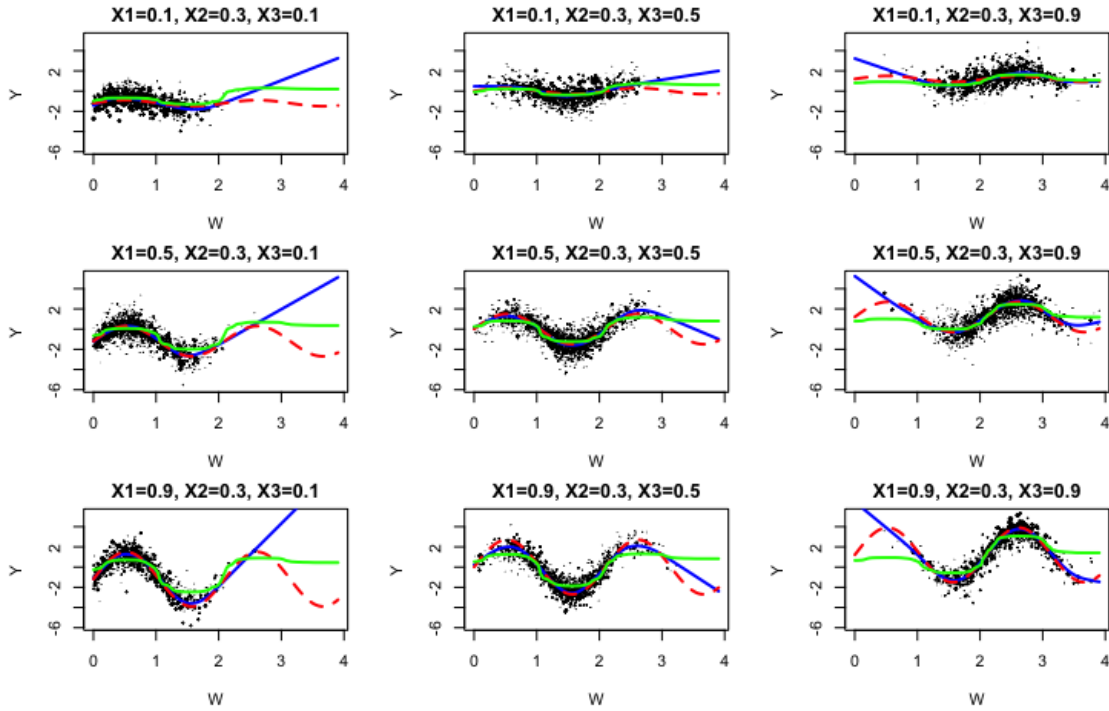 X1=0.1, X2=0.3, X3=0.1
X1=0.1, X2=0.3, X3=0.5
X1=0.1, X2=0.3, X3=0.9
Y
2
-2
-6
0 1 2 3 4
W
Y
2
-2
-6
0 1 2 3 4
W
Y
2
-2
-6
0 1 2 3 4
W
X1=0.5, X2=0.3, X3=0.1
X1=0.5, X2=0.3, X3=0.5
X1=0.5, X2=0.3, X3=0.9
Y
2
-2
-6
0 1 2 3 4
W
Y
2
-2
-6
0 1 2 3 4
W
Y
2
-2
-6
0 1 2 3 4
W
X1=0.9, X2=0.3, X3=0.1
X1=0.9, X2=0.3, X3=0.5
X1=0.9, X2=0.3, X3=0.9
Y
2
-2
-6
0 1 2 3 4
W
Y
2
-2
-6
0 1 2 3 4
W
Y
2
-2
-6
0 1 2 3 4
W